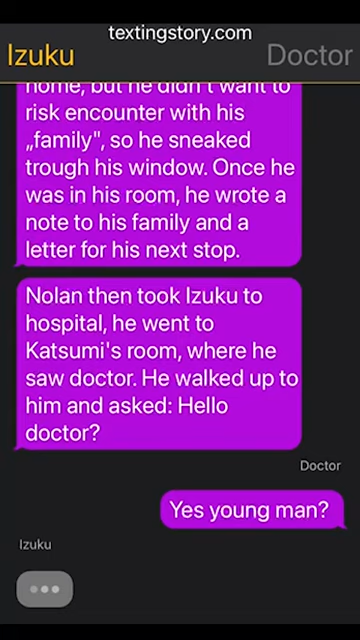 textingstory.com
Izuku
Doctor
home, but he didn't want to
risk encounter with his
„family", so he sneaked
trough his window. Once he
was in his room, he wrote a
note to his family and a
letter for his next stop.
Nolan then took Izuku to
hospital, he went to
Katsumi's room, where he
saw doctor. He walked up to
him and asked: Hello
doctor?
Doctor
Yes young man?
Izuku